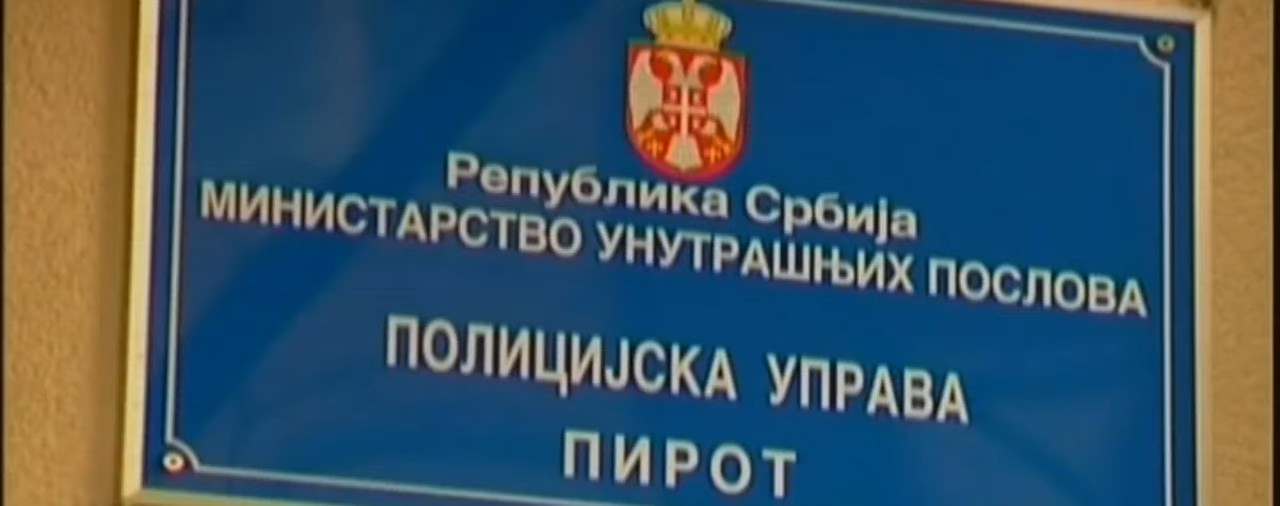 Република Србија
МИНИСТАРСТВО УНУТРАШЊИХ ПОСЛОВА
ПОЛИЦИЈСКА УПРАВА
ПИРОТ